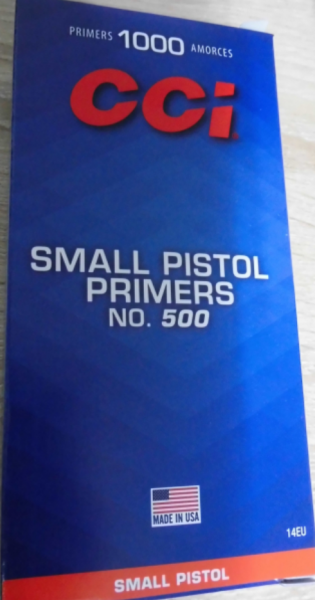 PRIMERS 1000 AMORCES
CCi
SMALL PISTOL
PRIMERS
NO. 500
MADE IN USA
14EU
SMALL PISTOL